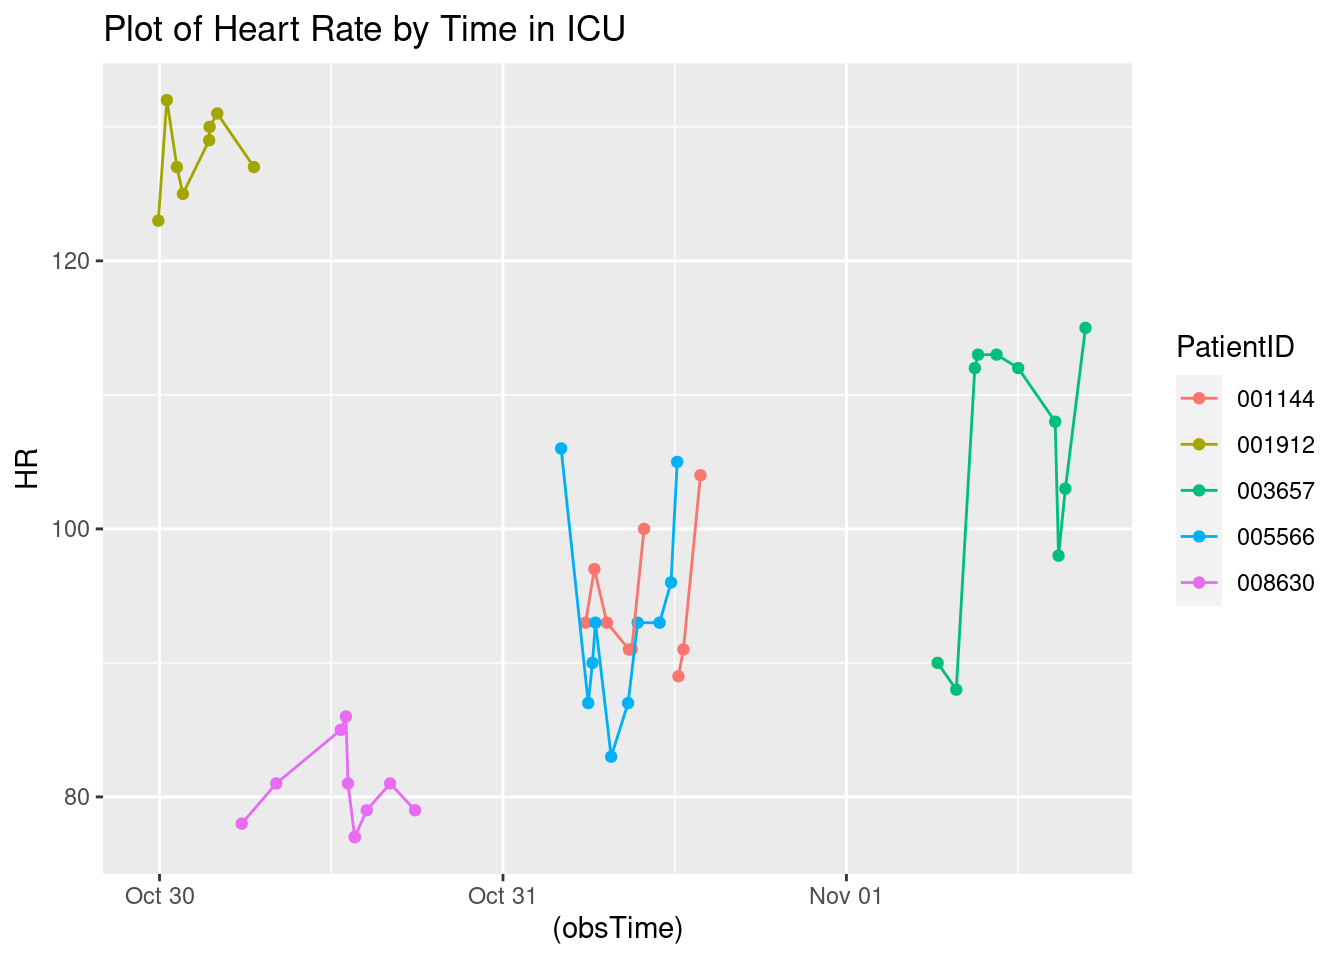 Plot of Heart Rate by Time in ICU
120
100
80
HR
Oct 30
Oct 31
Nov 01
(obsTime)
PatientID
001144
001912
003657
005566
008630